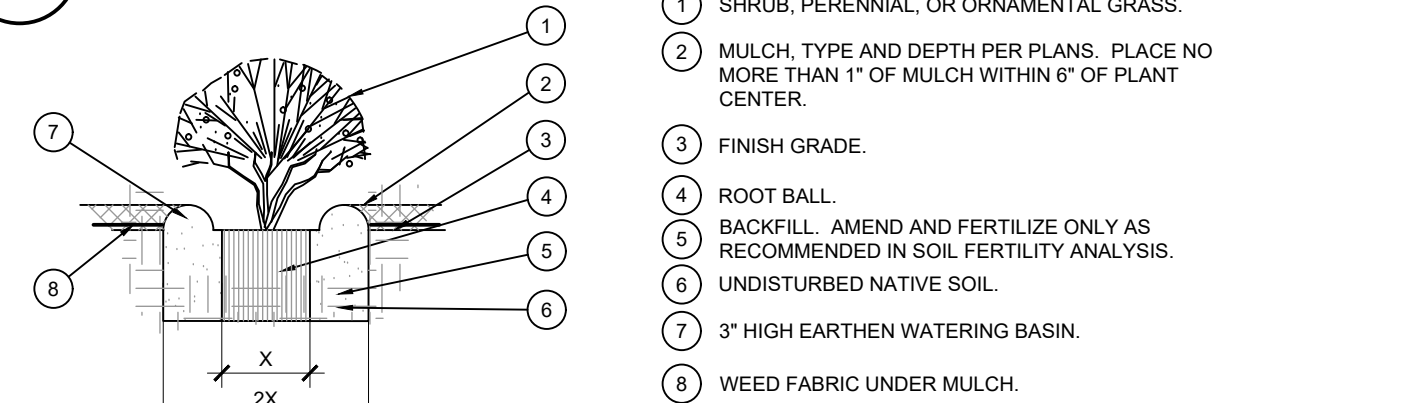 1
2
3
4
5
6
7
8
X
2X
1 SHRUB, PERENNIAL, OR ORNAMENTAL GRASS.
2 MULCH, TYPE AND DEPTH PER PLANS. PLACE NO
MORE THAN 1" OF MULCH WITHIN 6" OF PLANT
CENTER.
3 FINISH GRADE.
4 ROOT BALL.
5 BACKFILL. AMEND AND FERTILIZE ONLY AS
RECOMMENDED IN SOIL FERTILITY ANALYSIS.
6 UNDISTURBED NATIVE SOIL.
7 3" HIGH EARTHEN WATERING BASIN.
8 WEED FABRIC UNDER MULCH.